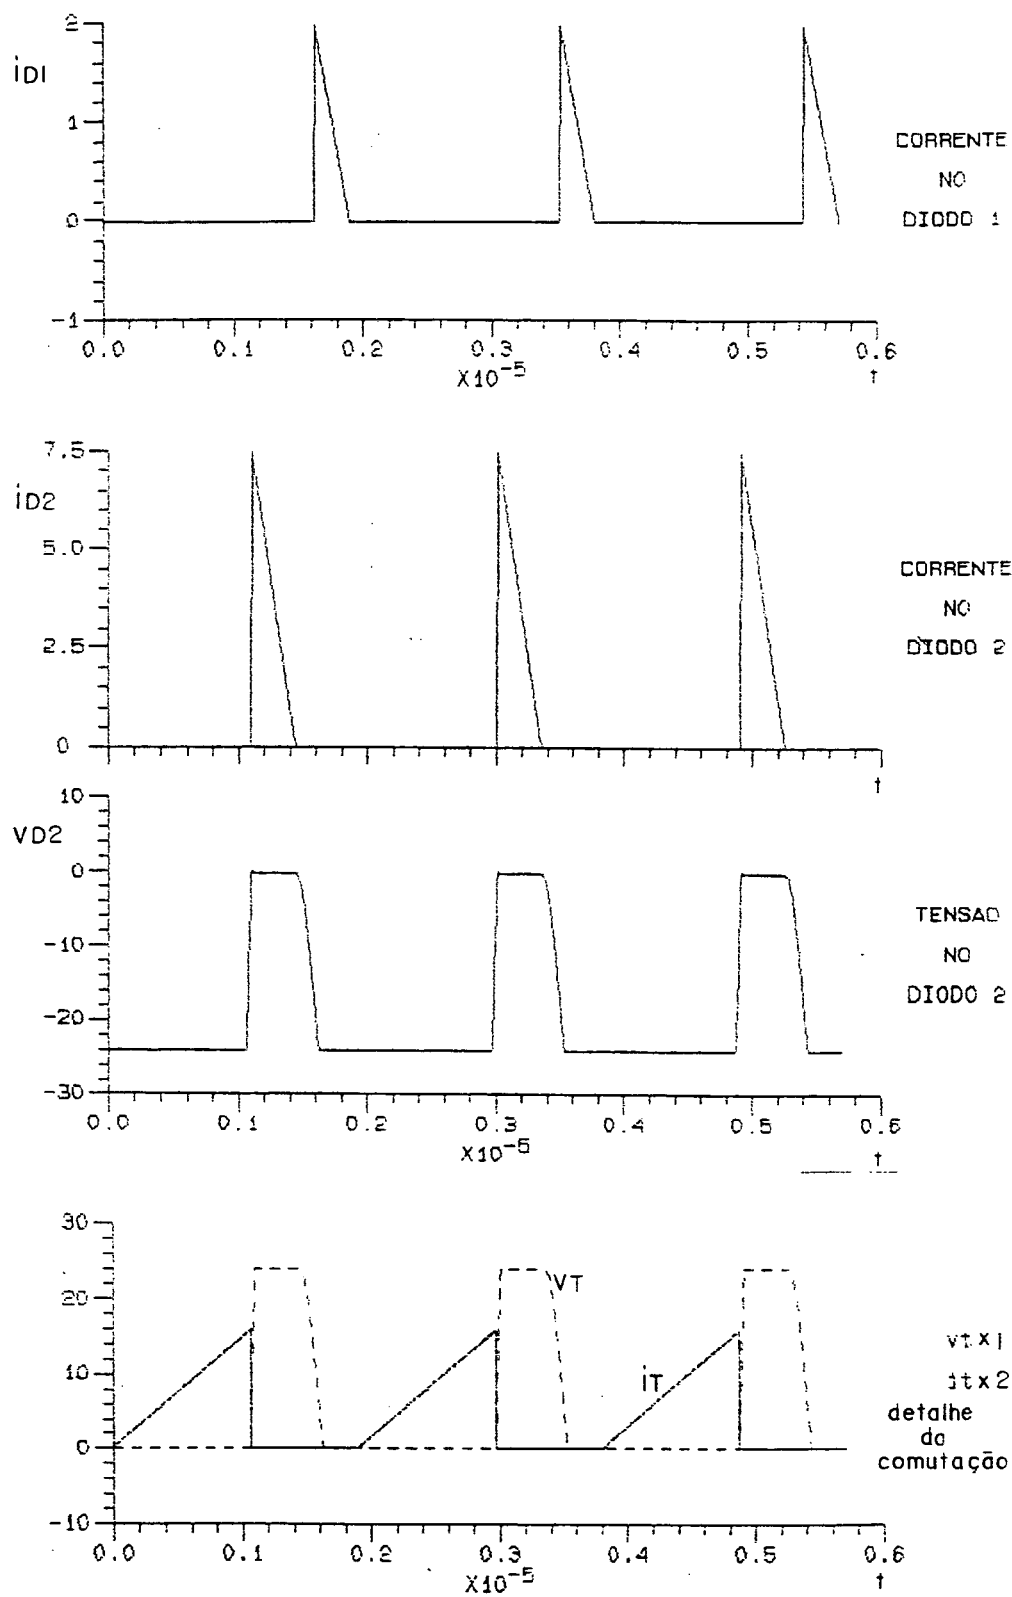 2
iD1
1
0
-1
0.0 0.1 0.2 0.3 0.4 0.5 0.6
X10-5
t
CORRENTE
NO
DIODO 1
7.5
iD2
5.0
2.5
0
t
CORRENTE
NO
DIODO 2
10
VD2
0
-10
-20
-30
0.0 0.1 0.2 0.3 0.4 0.5 0.6
X10-5
t
TENSAO
NO
DIODO 2
30
20
10
0
-10
VT
iT
0.0 0.1 0.2 0.3 0.4 0.5 0.6
X10-5
t
vt x 1
it x 2
detalhe
da
comutação